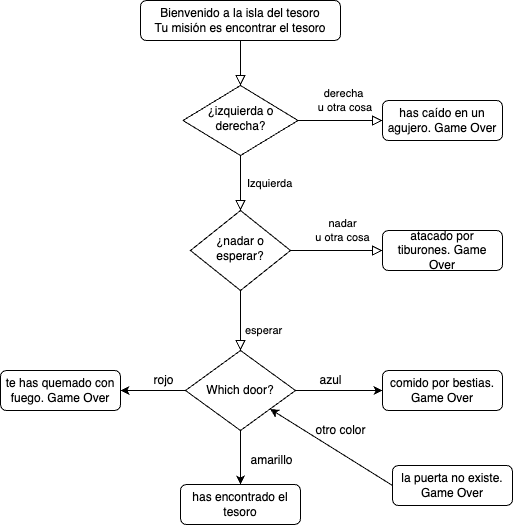 Bienvenido a la isla del tesoro
Tu misión es encontrar el tesoro
¿izquierda o
derecha?
derecha
u otra cosa
has caído en un
agujero. Game Over
Izquierda
¿nadar o
esperar?
nadar
u otra cosa
atacado por
tiburones. Game
Over
esperar
te has quemado con
fuego. Game Over
rojo
Which door?
azul
comido por bestias.
Game Over
otro color
amarillo
la puerta no existe.
Game Over
has encontrado el
tesoro